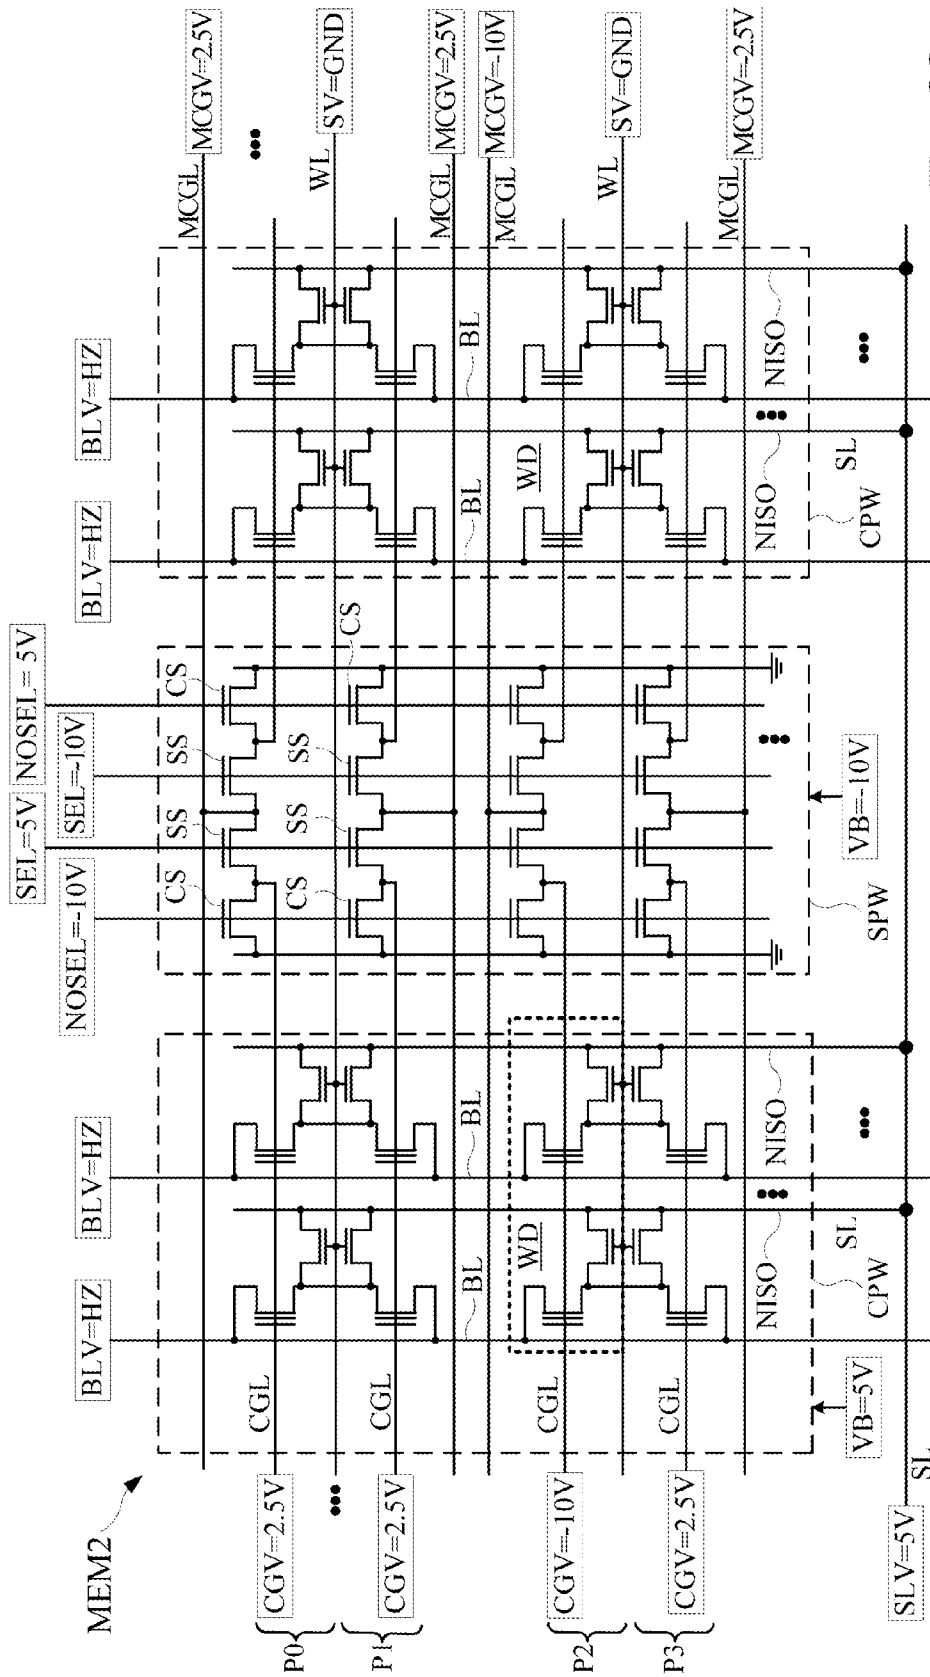 SEL=5V
NOSEL= 5V
NOSEL=-10V
SEL=-10V
MEM2
BLV=HZ
BLV=HZ
BLV=HZ
BLV=HZ
CS
SS
SS
CS
MCGL
MCGV=2.5V
P0
CGV=2.5V
CGL
CS
SS
SS
CS
WL
SV=GND
P1
CGV=2.5V
CGL
MCGL
MCGV=2.5V
BL
BL
BL
BL
MCGL
MCGV=-10V
WD
WD
P2
CGV=-10V
CGL
WL
SV=GND
P3
CGV=2.5V
CGL
MCGL
MCGV=-2.5V
NISO
NISO
NISO
NISO
SL
SL
VB=5V
CPW
SPW
VB=-10V
CPW
SLV=5V
SL